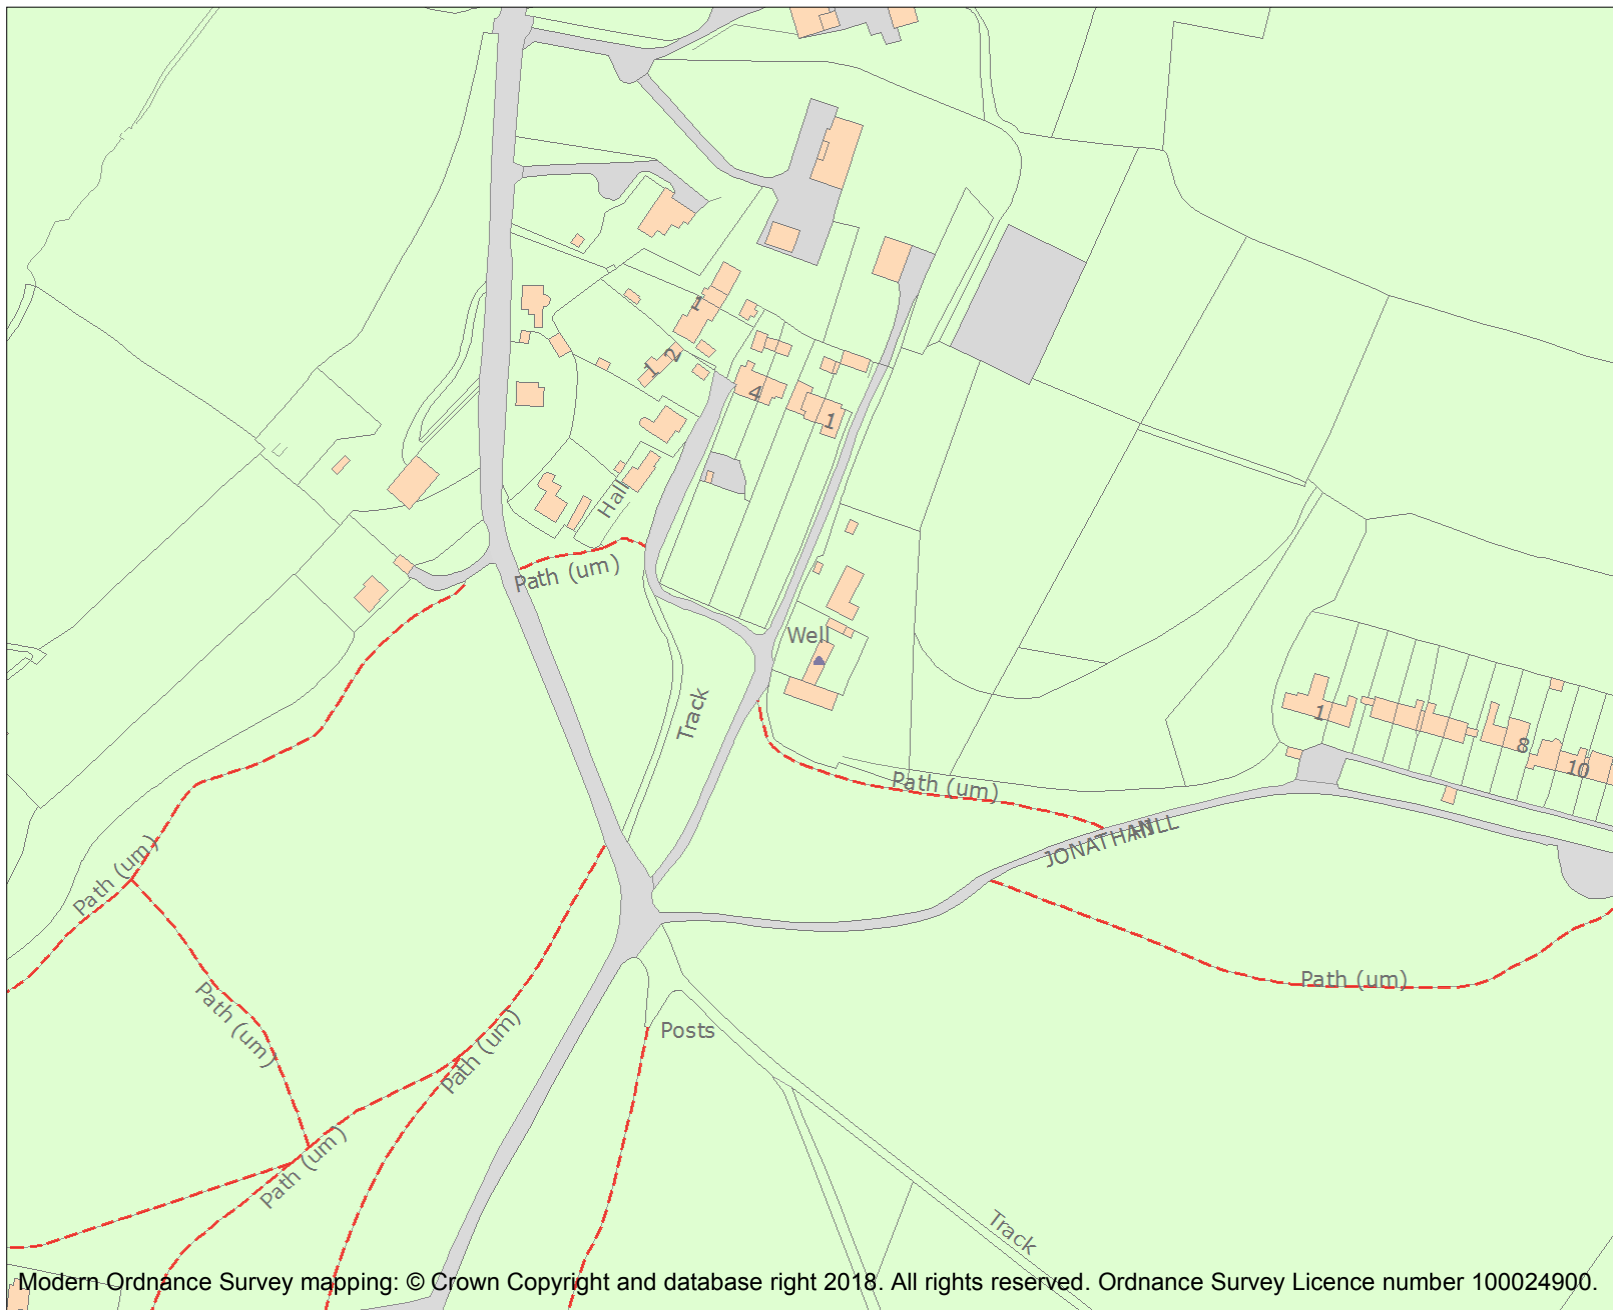 1
1 2
4
1
Hall
Path (um)
Well
Track
1
8
10
Path (um)
JONATHAN HILL
Path (um)
Path (um)
Path (um)
Path (um)
Posts
Path (um)
Track
Modern Ordnance Survey mapping: © Crown Copyright and database right 2018. All rights reserved. Ordnance Survey Licence number 100024900.